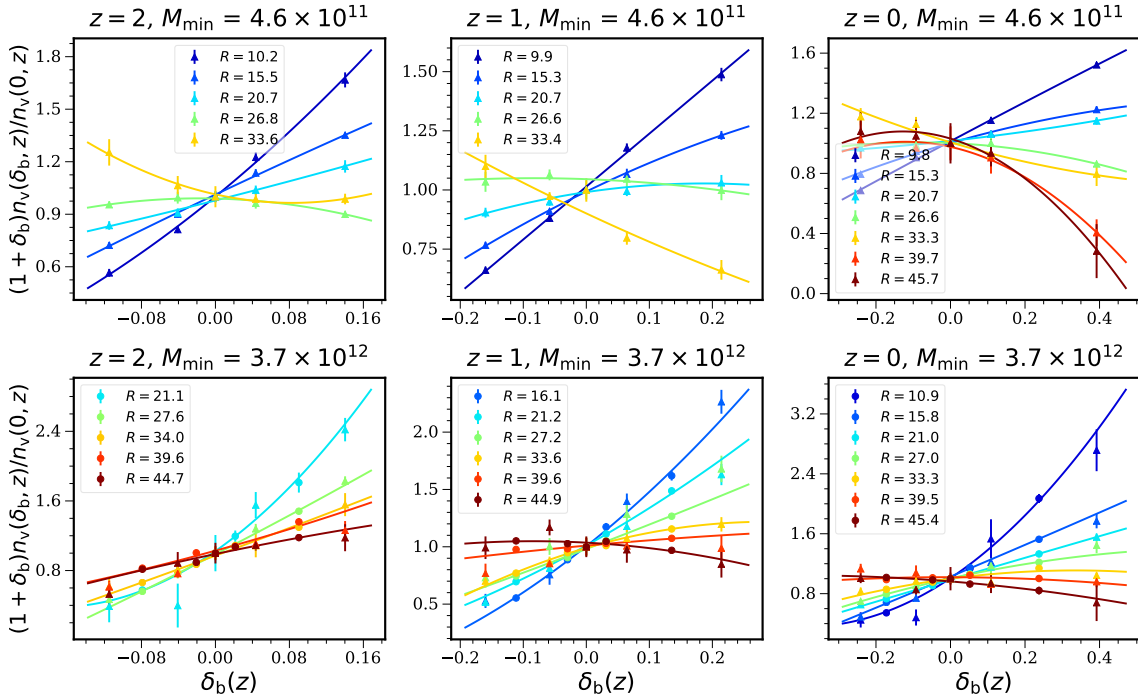 z = 2, M_min = 4.6 × 10^11
z = 1, M_min = 4.6 × 10^11
z = 0, M_min = 4.6 × 10^11
(1 + δ_b)n_v(δ_b, z)/n_v(0, z)
1.8
1.5
1.2
0.9
0.6
R = 10.2
R = 15.5
R = 20.7
R = 26.8
R = 33.6
−0.08
0.00
0.08
0.16
1.50
1.25
1.00
0.75
R = 9.9
R = 15.3
R = 20.7
R = 26.6
R = 33.4
−0.2
−0.1
0.0
0.1
0.2
1.6
1.2
0.8
0.4
0.0
R = 9.8
R = 15.3
R = 20.7
R = 26.6
R = 33.3
R = 39.7
R = 45.7
−0.2
0.0
0.2
0.4
z = 2, M_min = 3.7 × 10^12
z = 1, M_min = 3.7 × 10^12
z = 0, M_min = 3.7 × 10^12
(1 + δ_b)n_v(δ_b, z)/n_v(0, z)
2.4
1.6
0.8
R = 21.1
R = 27.6
R = 34.0
R = 39.6
R = 44.7
−0.08
0.00
0.08
0.16
δ_b(z)
2.0
1.5
1.0
0.5
R = 16.1
R = 21.2
R = 27.2
R = 33.6
R = 39.6
R = 44.9
−0.2
−0.1
0.0
0.1
0.2
δ_b(z)
3.2
2.4
1.6
0.8
R = 10.9
R = 15.8
R = 21.0
R = 27.0
R = 33.3
R = 39.5
R = 45.4
−0.2
0.0
0.2
0.4
δ_b(z)